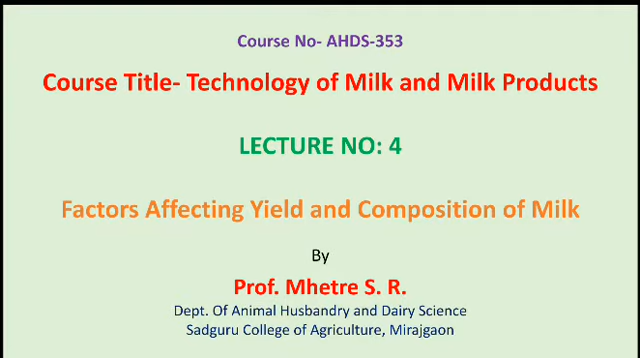 Course No- AHDS-353
Course Title- Technology of Milk and Milk Products
LECTURE NO: 4
Factors Affecting Yield and Composition of Milk
By
Prof. Mhetre S. R.
Dept. Of Animal Husbandry and Dairy Science
Sadguru College of Agriculture, Mirajgaon